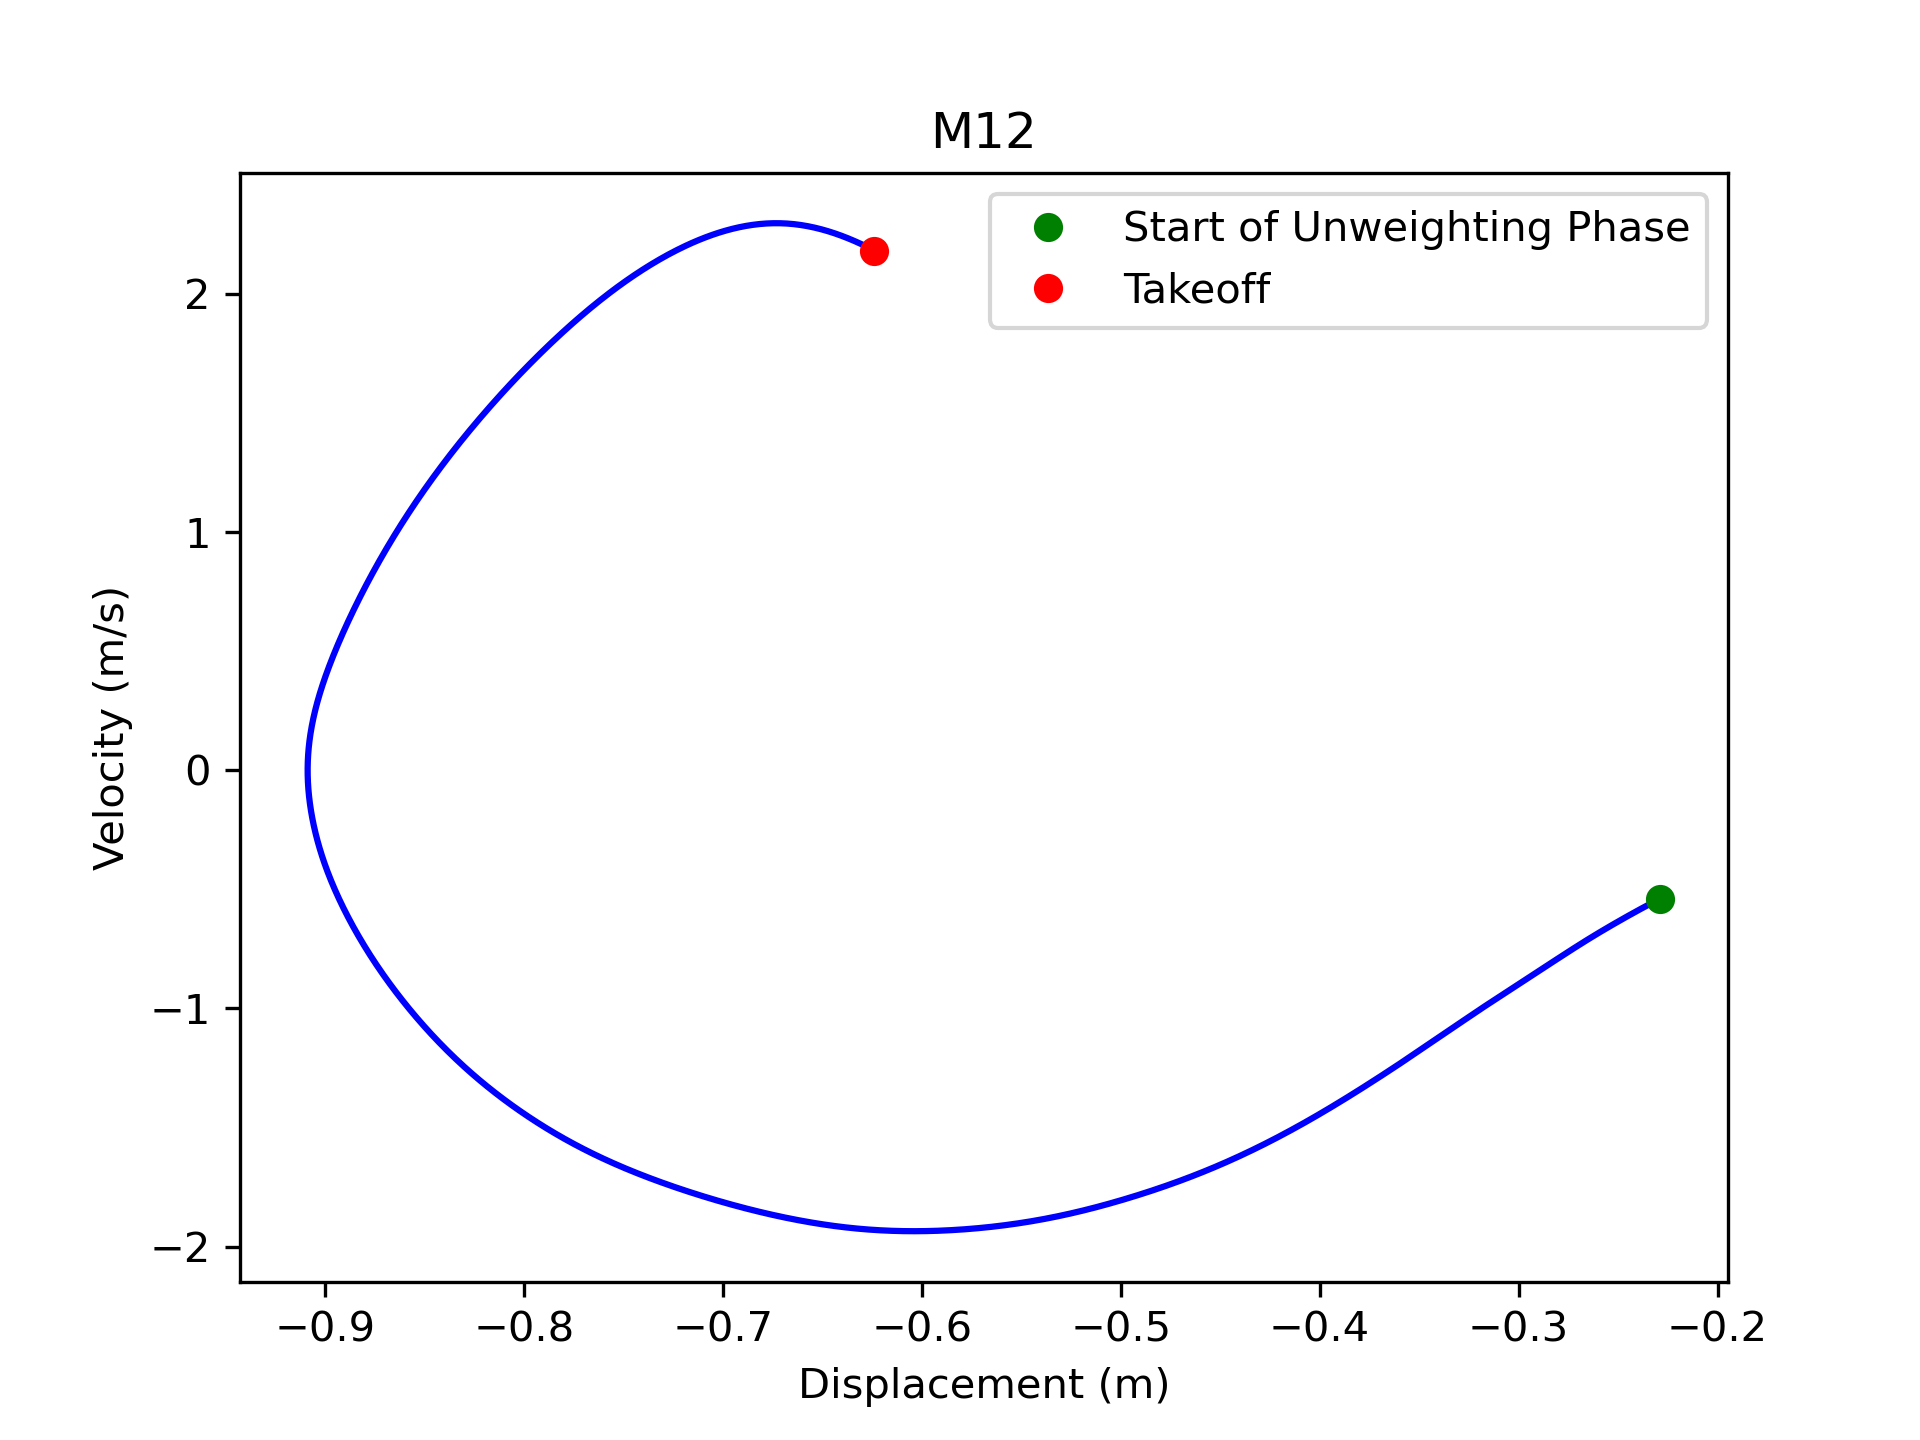 M12
Start of Unweighting Phase
Takeoff
2
1
0
−1
−2
Velocity (m/s)
−0.9 −0.8 −0.7 −0.6 −0.5 −0.4 −0.3 −0.2
Displacement (m)